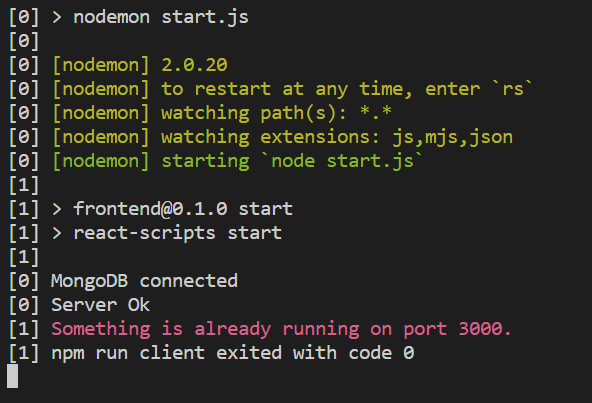 [0] > nodemon start.js
[0]
[0] [nodemon] 2.0.20
[0] [nodemon] to restart at any time, enter `rs`
[0] [nodemon] watching path(s): *.*
[0] [nodemon] watching extensions: js,mjs,json
[0] [nodemon] starting `node start.js`
[1]
[1] > frontend@0.1.0 start
[1] > react-scripts start
[1]
[0] MongoDB connected
[0] Server Ok
[1] Something is already running on port 3000.
[1] npm run client exited with code 0